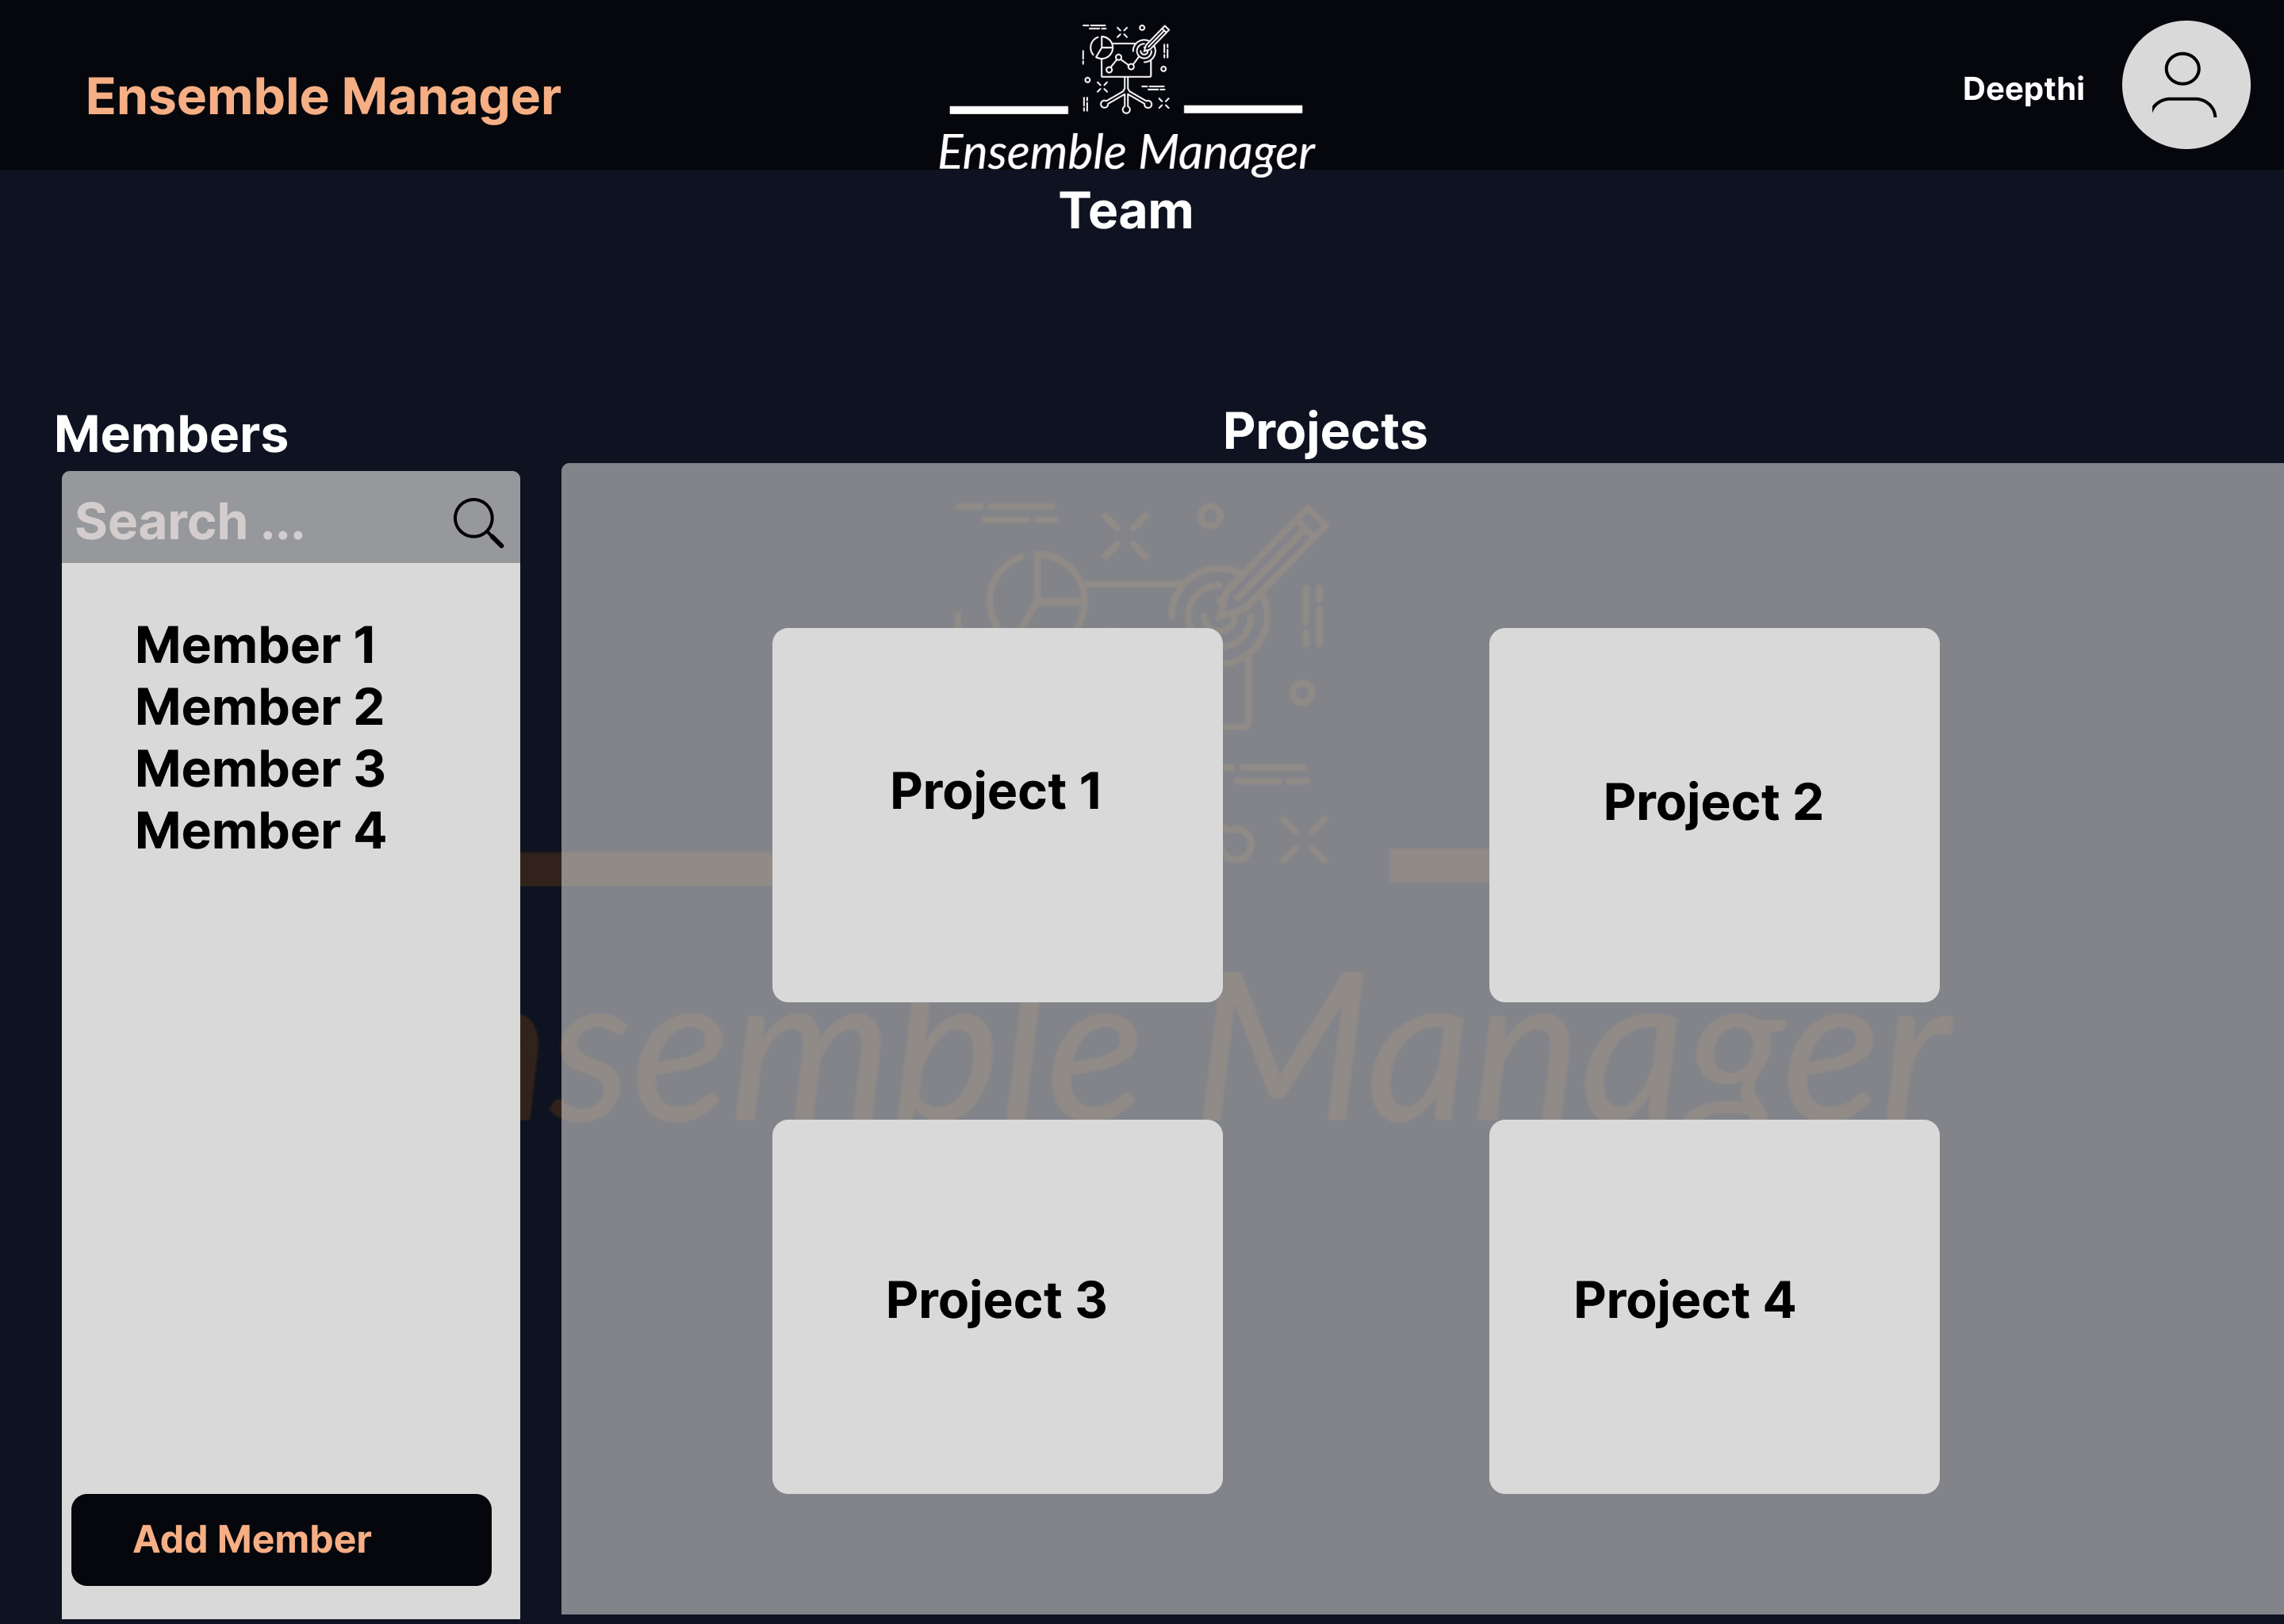 Ensemble Manager
Ensemble Manager
Deepthi
Team
Members
Projects
Search ...
Member 1
Member 2
Member 3
Member 4
Project 1
Project 2
nsemble Manager
Project 3
Project 4
Add Member